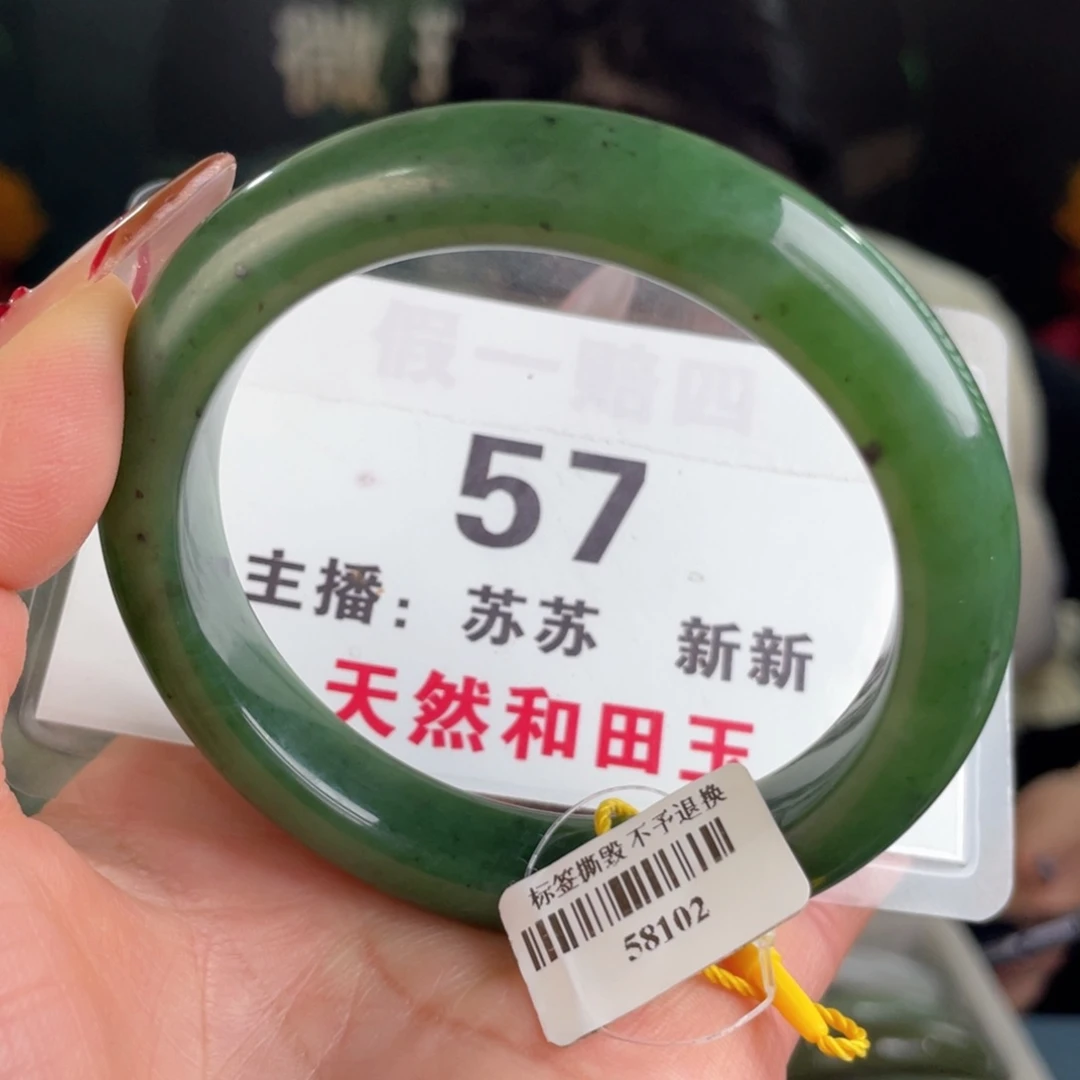 假一赔四
57
主播：苏苏 新新
天然和田玉
标签撕毁 不予退换
58102